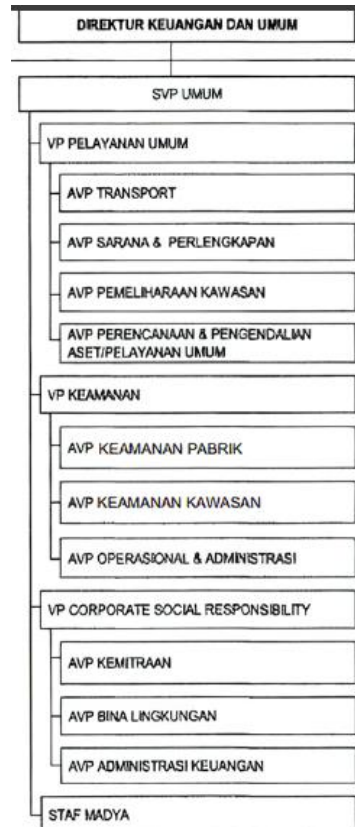 DIREKTUR KEUANGAN DAN UMUM
SVP UMUM
VP PELAYANAN UMUM
AVP TRANSPORT
AVP SARANA & PERLENGKAPAN
AVP PEMELIHARAAN KAWASAN
AVP PERENCANAAN & PENGENDALIAN
ASET/PELAYANAN UMUM
VP KEAMANAN
AVP KEAMANAN PABRIK
AVP KEAMANAN KAWASAN
AVP OPERASIONAL & ADMINISTRASI
VP CORPORATE SOCIAL RESPONSIBILITY
AVP KEMITRAAN
AVP BINA LINGKUNGAN
AVP ADMINISTRASI KEUANGAN
STAF MADYA